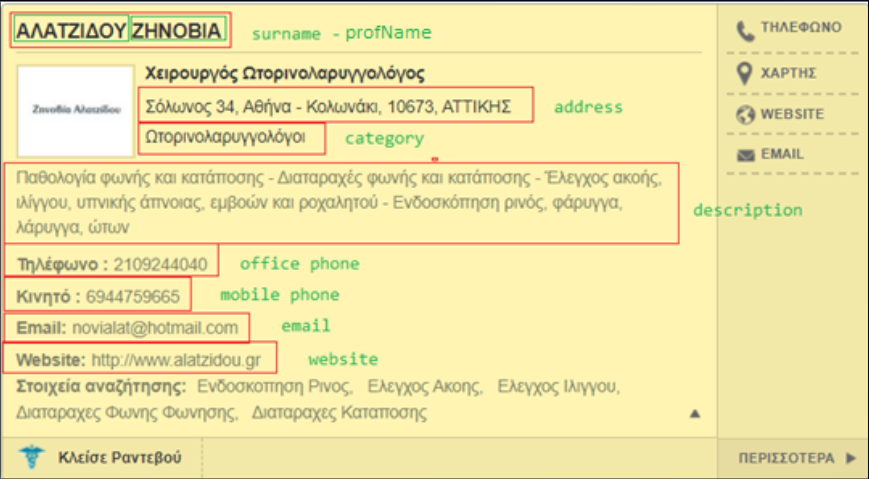 ΑΛΑΤΖΙΔΟΥ ΖΗΝΟΒΙΑ surname - profName
Χειρουργός Ωτορινολαρυγγολόγος
Ζηνοβία Αλατζίδου
Σόλωνος 34, Αθήνα - Κολωνάκι, 10673, ΑΤΤΙΚΗΣ address
Ωτορινολαρυγγολόγοι category
Παθολογία φωνής και κατάποσης - Διαταραχές φωνής και κατάποσης - Έλεγχος ακοής,
ιλίγγου, υπνικής άπνοιας, εμβοών και ροχαλητού - Ενδοσκόπηση ρινός, φάρυγγα,
λάρυγγα, ώτων
description
Τηλέφωνο : 2109244040 office phone
Κινητό : 6944759665 mobile phone
Email: novialat@hotmail.com email
Website: http://www.alatzidou.gr website
Στοιχεία αναζήτησης: Ενδοσκοπηση Ρινος, Ελεγχος Ακοης, Ελεγχος Ιλιγγου,
Διαταραχες Φωνης Φωνησης, Διαταραχες Καταποσης
Κλείσε Ραντεβού
ΤΗΛΕΦΩΝΟ
ΧΑΡΤΗΣ
WEBSITE
EMAIL
ΠΕΡΙΣΣΟΤΕΡΑ